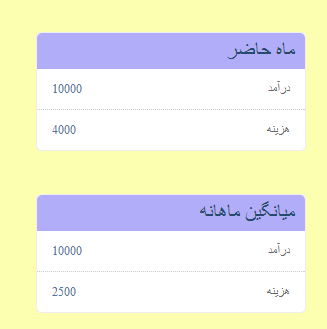 ماه حاضر
درآمد 10000
هزینه 4000
میانگین ماهانه
درآمد 10000
هزینه 2500